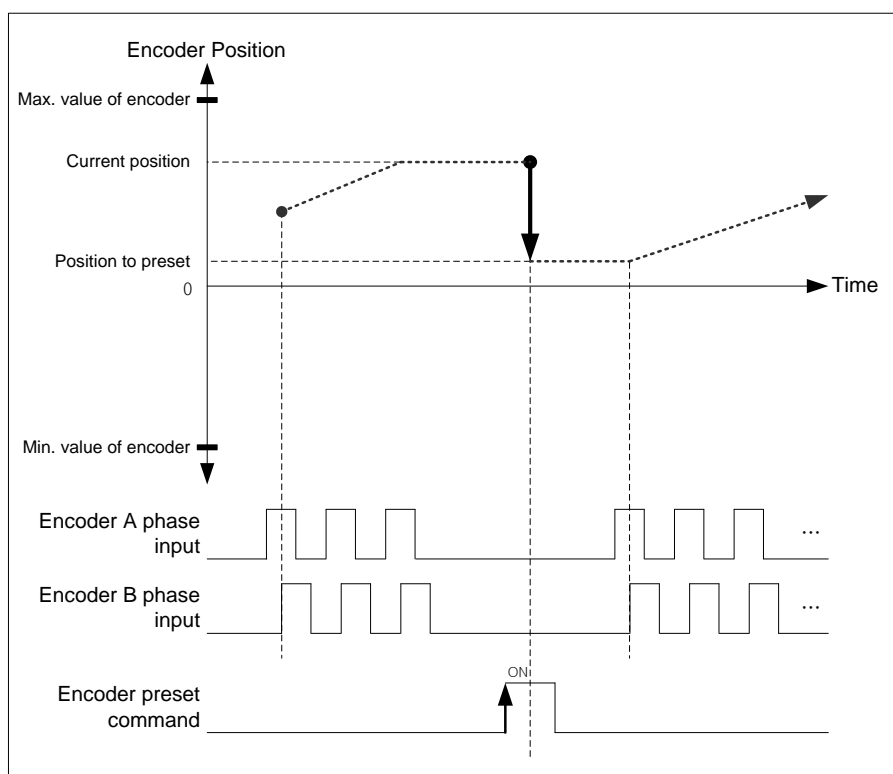 Encoder Position
Max. value of encoder
Current position
Position to preset
0
Time
Min. value of encoder
Encoder A phase
input
...
Encoder B phase
input
...
ON
Encoder preset
command